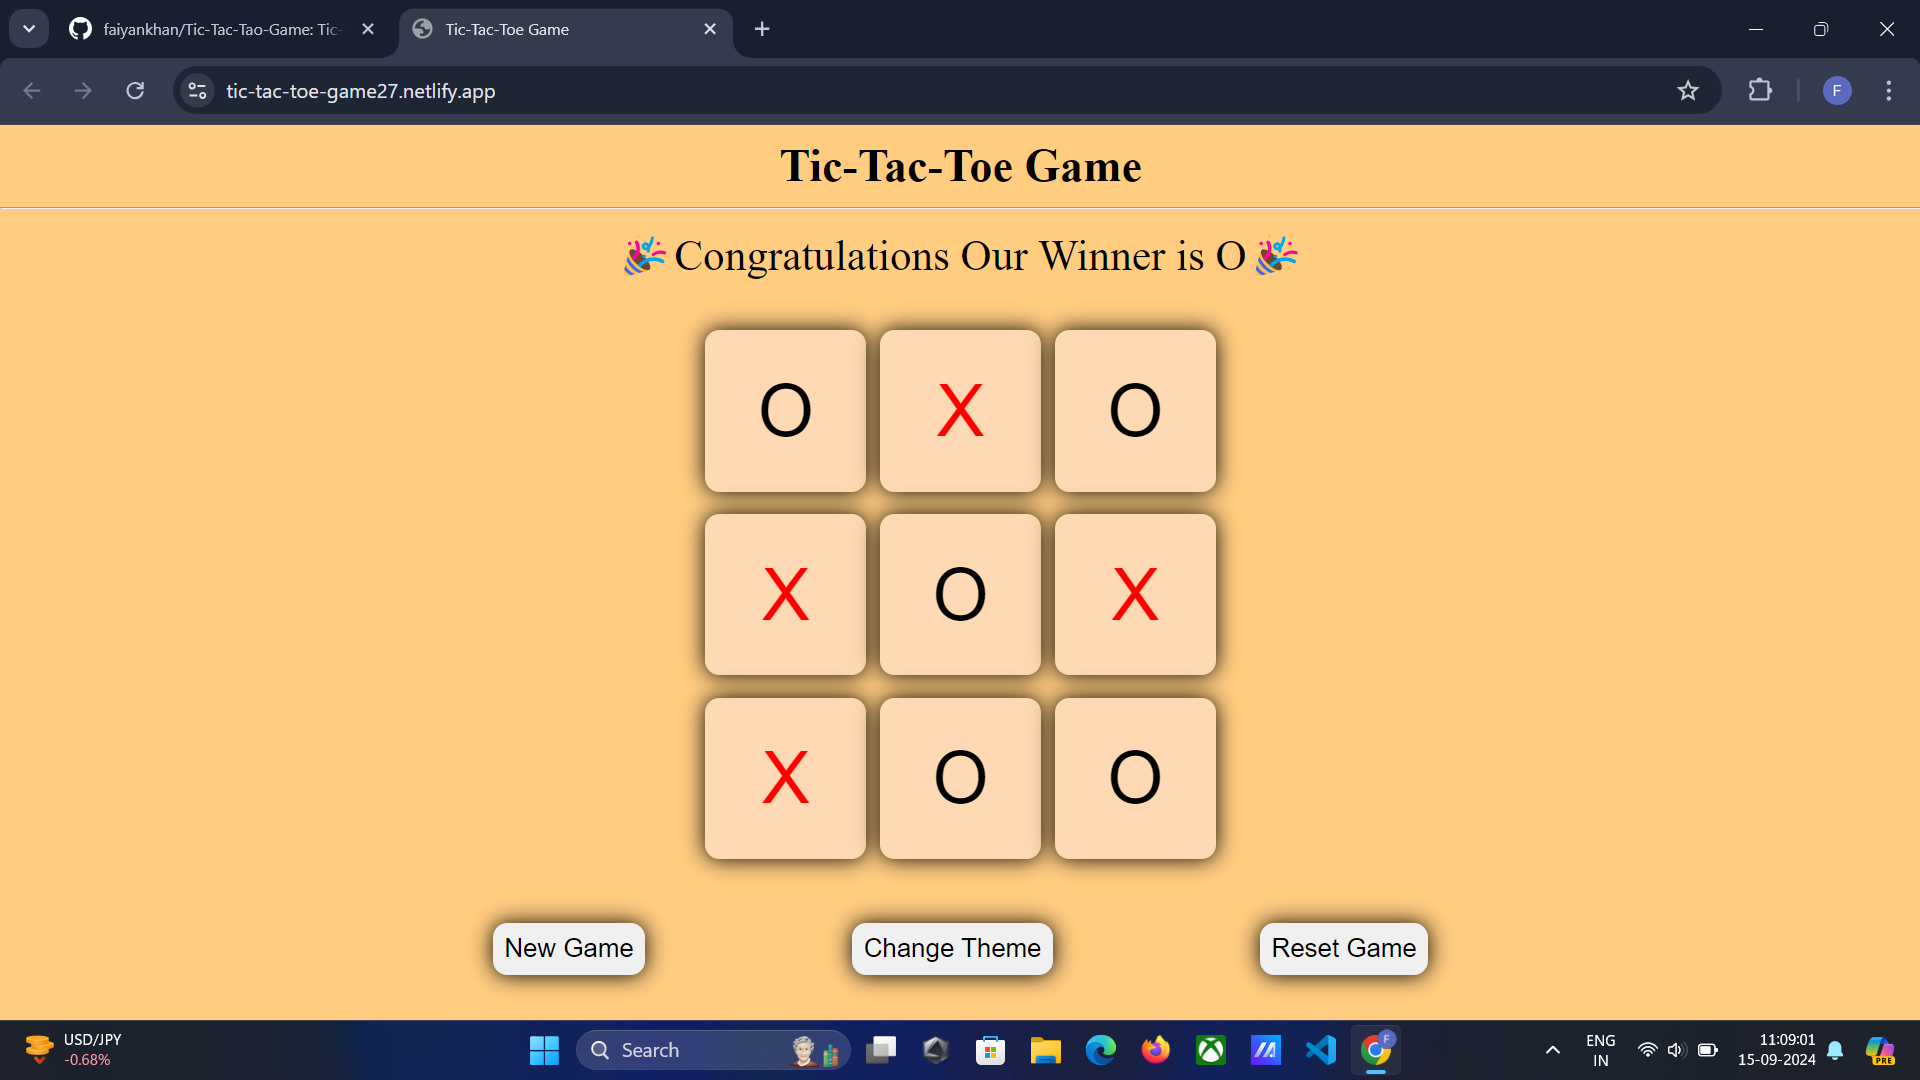 faiyankhan/Tic-Tac-Tao-Game: Tic-
Tic-Tac-Toe Game
tic-tac-toe-game27.netlify.app
F
Tic-Tac-Toe Game
🎉 Congratulations Our Winner is O 🎉
O X O
X O X
X O O
New Game Change Theme Reset Game
USD/JPY
-0.68%
Search
F
ENG
IN
11:09:01
15-09-2024
PRE